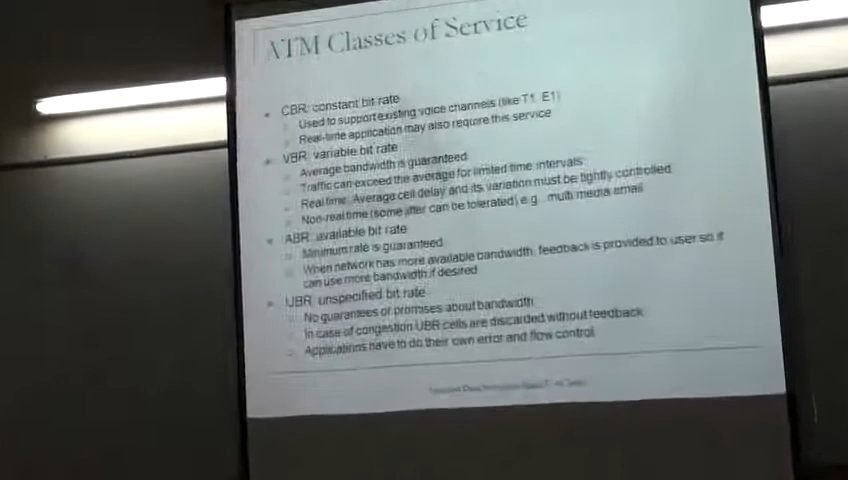 ATM Classes of Service
CBR: constant bit rate
Used to support existing voice channels (like T1, E1)
Real-time application may also require this service
VBR: variable bit rate
Average bandwidth is guaranteed
Traffic can exceed the average for limited time intervals
Real time: Average cell delay and its variation must be tightly controlled
Non-real time (some jitter can be tolerated) e.g. multi media email
ABR: available bit rate
Minimum rate is guaranteed
When network has more available bandwidth, feedback is provided to user so it
can use more bandwidth if desired
UBR: unspecified bit rate
No guarantees or promises about bandwidth
In case of congestion UBR cells are discarded without feedback
Applications have to do their own error and flow control